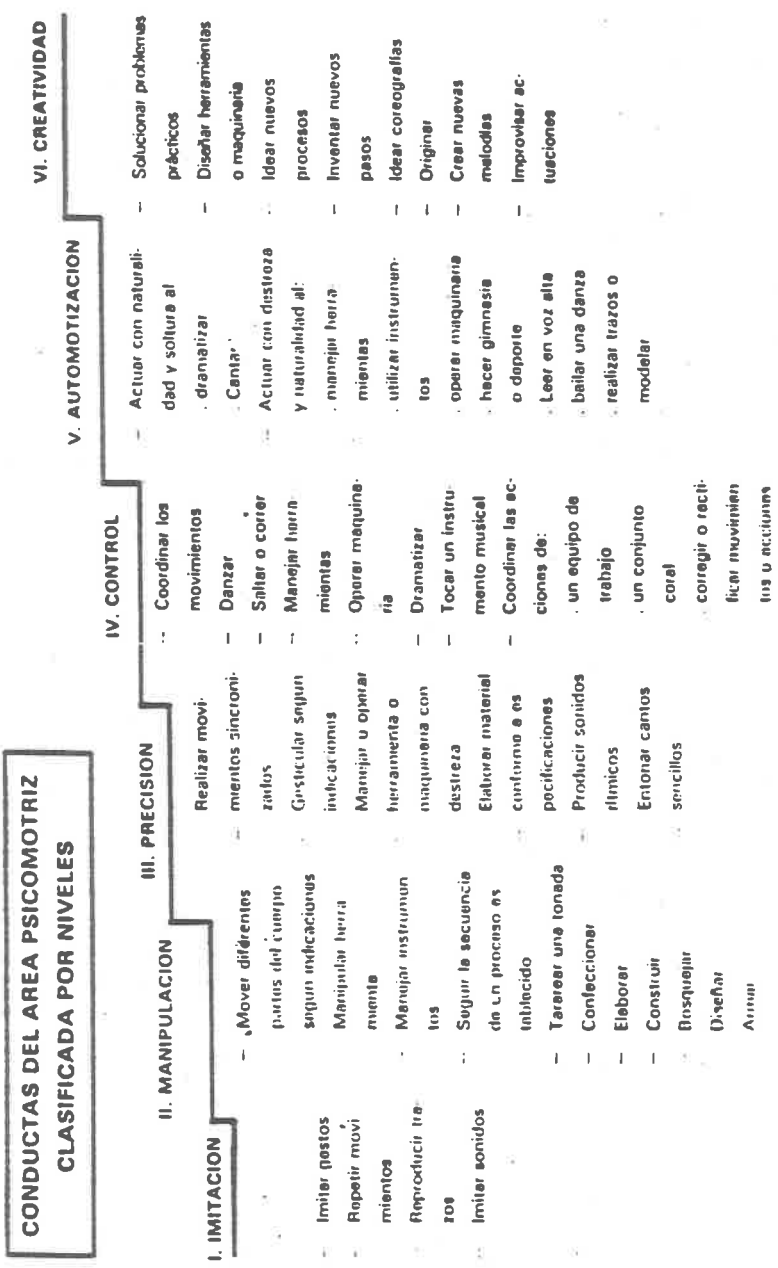 CONDUCTAS DEL AREA PSICOMOTRIZ
CLASIFICADA POR NIVELES
I. IMITACION
- Imitar gestos
- Repetir movi
mientos
- Reproducir tra-
zos
- Imitar sonidos
II. MANIPULACION
- Mover diferentes
partes del cuerpo
segun indicaciones
- Manipular herra
mienta
- Manejar instrumen
tos
- Seguir la secuencia
de un proceso es
tablecido
- Tararear una tonada
- Confeccionar
- Elaborar
- Construir
- Bosquejar
Diseñar
Armar
III. PRECISION
Realizar movi-
mientos sincroni-
zados
- Gesticular segun
indicaciones
- Manejar u operar
herramienta o
maquinaria con
destreza
- Elaborar material
conforme a es
pecificaciones
- Producir sonidos
ritmicos
- Entonar cantos
sencillos
IV. CONTROL
- Coordinar los
movimientos
- Danzar
- Saltar o correr
- Manejar herra-
mientas
- Operar maquina-
ria
- Dramatizar
- Tocar un instru-
mento musical
- Coordinar las ac-
ciones de:
. un equipo de
trabajo
. un conjunto
coral
corregir o recti-
ficar movimien
tos u acciones
V. AUTOMOTIZACION
- Actuar con naturali-
dad y soltura al
. dramatizar
. Cantar
- Actuar con destroza
y naturalidad al:
. manejar herra-
mientas
. utilizar instrumen-
tos
. operar maquinaria
. hacer gimnasia
o deporte
. Leer en voz alta
. bailar una danza
. realizar trazos o
modelar
VI. CREATIVIDAD
- Solucionar problemas
prácticos
- Diseñar herramientas
o maquinaria
- Idear nuevos
procesos
- Inventar nuevos
pasos
- Idear coreografías
- Originar
- Crear nuevas
melodías
- Improvisar ac-
tuaciones